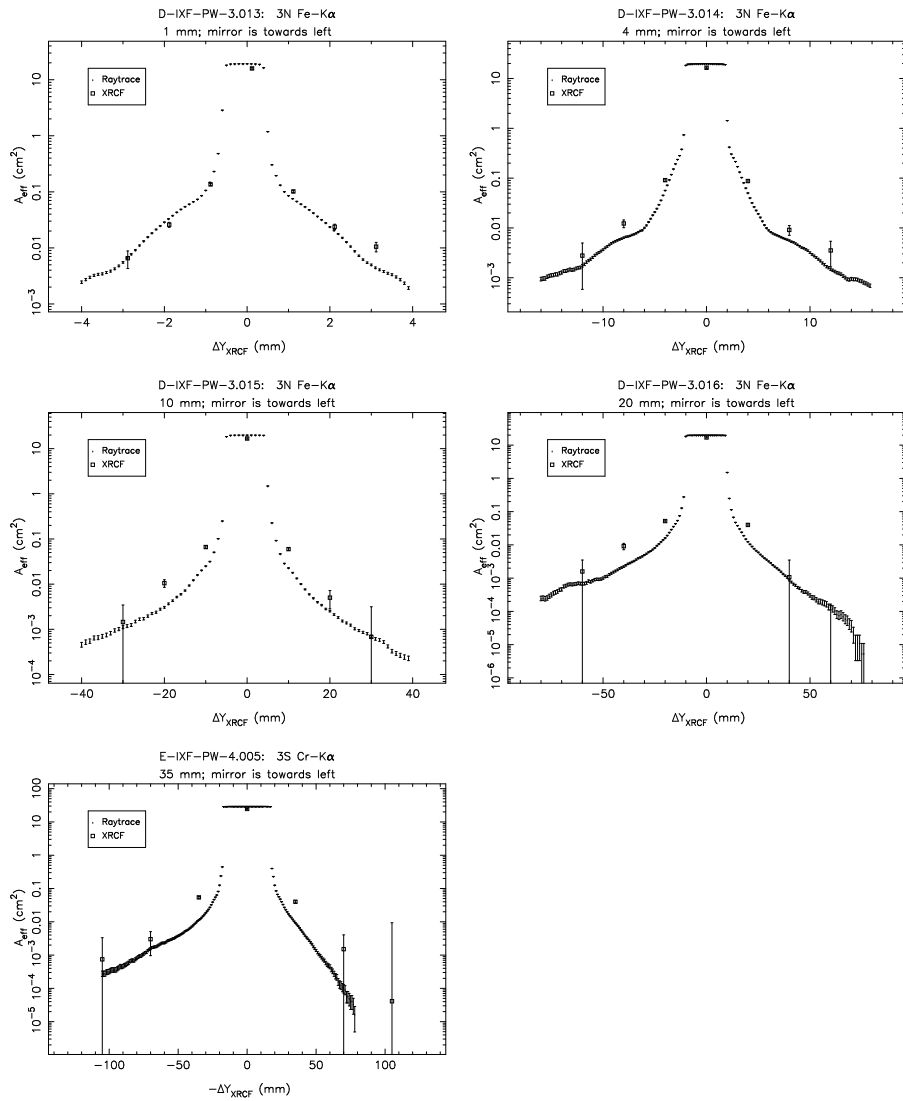 D-IXF-PW-3.013: 3N Fe-Kα
1 mm; mirror is towards left
10
1
0.1
0.01
10⁻³
A_eff (cm²)
Raytrace
XRCF
-4 -2 0 2 4
ΔY_XRCF (mm)
D-IXF-PW-3.014: 3N Fe-Kα
4 mm; mirror is towards left
10
1
0.1
0.01
10⁻³
A_eff (cm²)
Raytrace
XRCF
-10 0 10
ΔY_XRCF (mm)
D-IXF-PW-3.015: 3N Fe-Kα
10 mm; mirror is towards left
10
1
0.1
0.01
10⁻³
10⁻⁴
A_eff (cm²)
Raytrace
XRCF
-40 -20 0 20 40
ΔY_XRCF (mm)
D-IXF-PW-3.016: 3N Fe-Kα
20 mm; mirror is towards left
10
1
0.1
0.01
10⁻³
10⁻⁴
10⁻⁵
10⁻⁶
A_eff (cm²)
Raytrace
XRCF
-50 0 50
ΔY_XRCF (mm)
E-IXF-PW-4.005: 3S Cr-Kα
35 mm; mirror is towards left
100
10
1
0.1
0.01
10⁻³
10⁻⁴
10⁻⁵
A_eff (cm²)
Raytrace
XRCF
-100 -50 0 50 100
-ΔY_XRCF (mm)